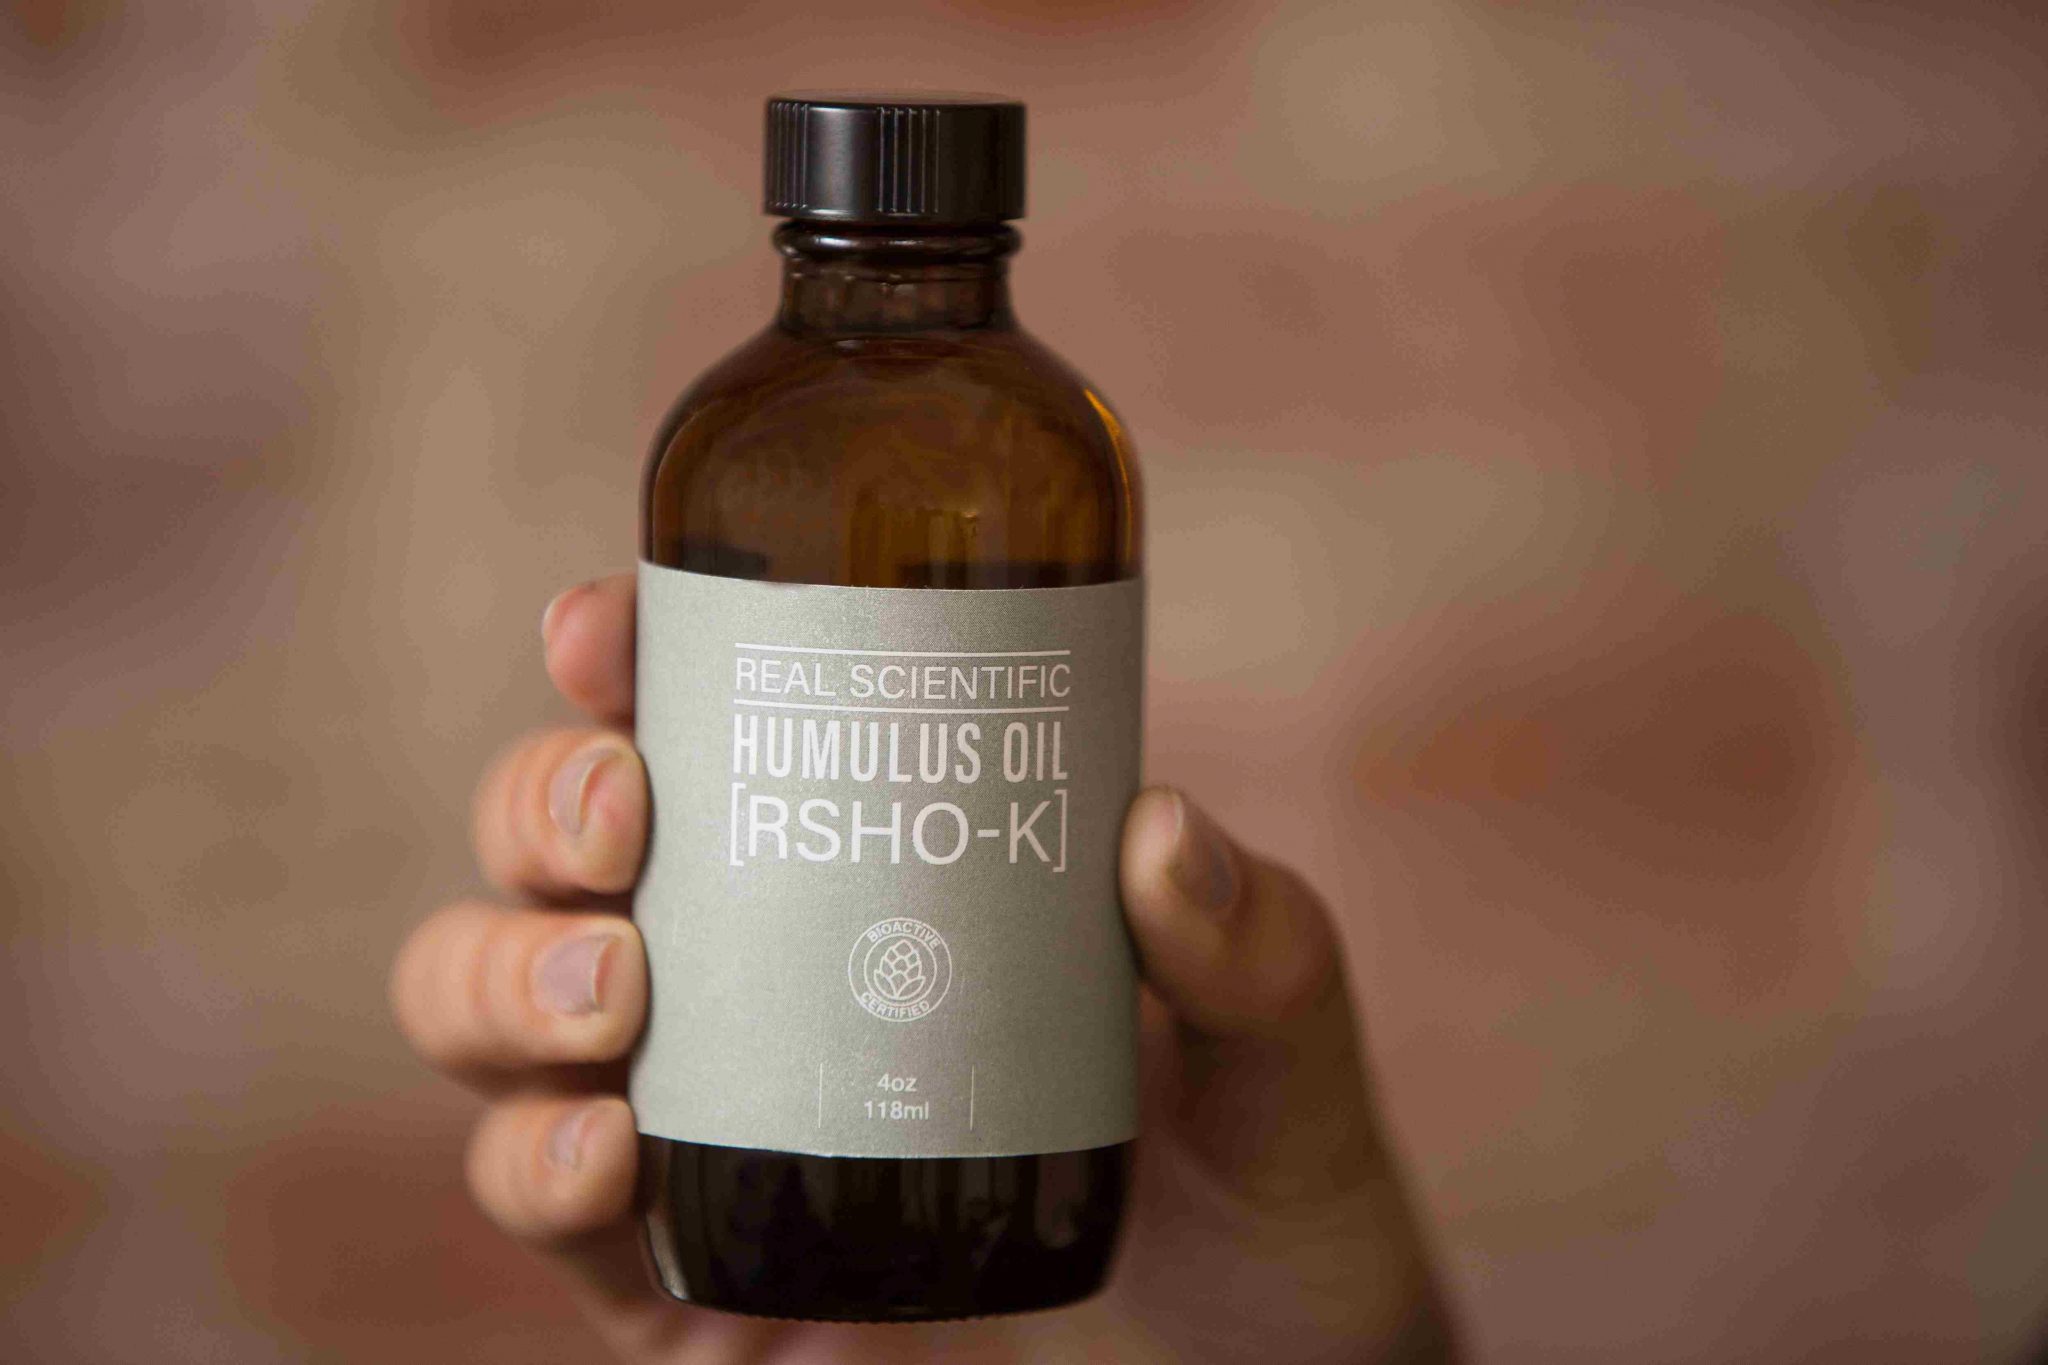 REAL SCIENTIFIC
HUMULUS OIL
[RSHO-K]
BIOACTIVE
CERTIFIED
4oz
118ml